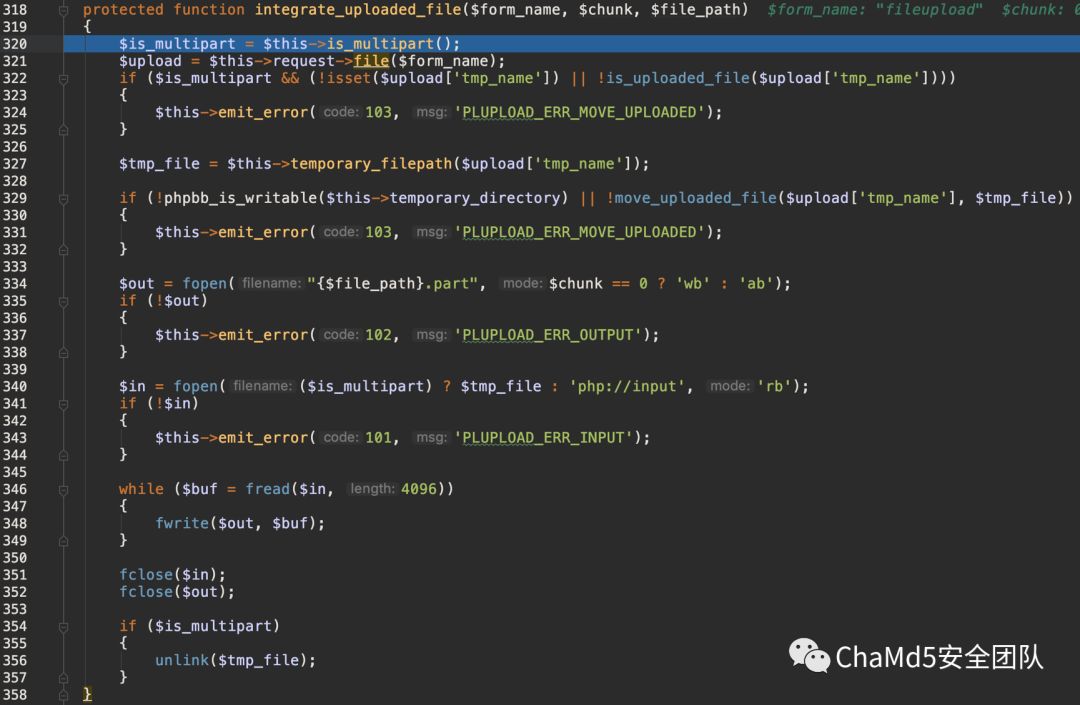 318 protected function integrate_uploaded_file($form_name, $chunk, $file_path) $form_name: "fileupload" $chunk: 0
319 {
320 $is_multipart = $this->is_multipart();
321 $upload = $this->request->file($form_name);
322 if ($is_multipart && (!isset($upload['tmp_name']) || !is_uploaded_file($upload['tmp_name'])))
323 {
324 $this->emit_error( code: 103, msg: 'PLUPLOAD_ERR_MOVE_UPLOADED');
325 }
326
327 $tmp_file = $this->temporary_filepath($upload['tmp_name']);
328
329 if (!phpbb_is_writable($this->temporary_directory) || !move_uploaded_file($upload['tmp_name'], $tmp_file))
330 {
331 $this->emit_error( code: 103, msg: 'PLUPLOAD_ERR_MOVE_UPLOADED');
332 }
333
334 $out = fopen( filename: "{$file_path}.part", mode: $chunk == 0 ? 'wb' : 'ab');
335 if (!$out)
336 {
337 $this->emit_error( code: 102, msg: 'PLUPLOAD_ERR_OUTPUT');
338 }
339
340 $in = fopen( filename: ($is_multipart) ? $tmp_file : 'php://input', mode: 'rb');
341 if (!$in)
342 {
343 $this->emit_error( code: 101, msg: 'PLUPLOAD_ERR_INPUT');
344 }
345
346 while ($buf = fread($in, length: 4096))
347 {
348 fwrite($out, $buf);
349 }
350
351 fclose($in);
352 fclose($out);
353
354 if ($is_multipart)
355 {
356 unlink($tmp_file);
357 }
358 }
ChaMd5安全团队